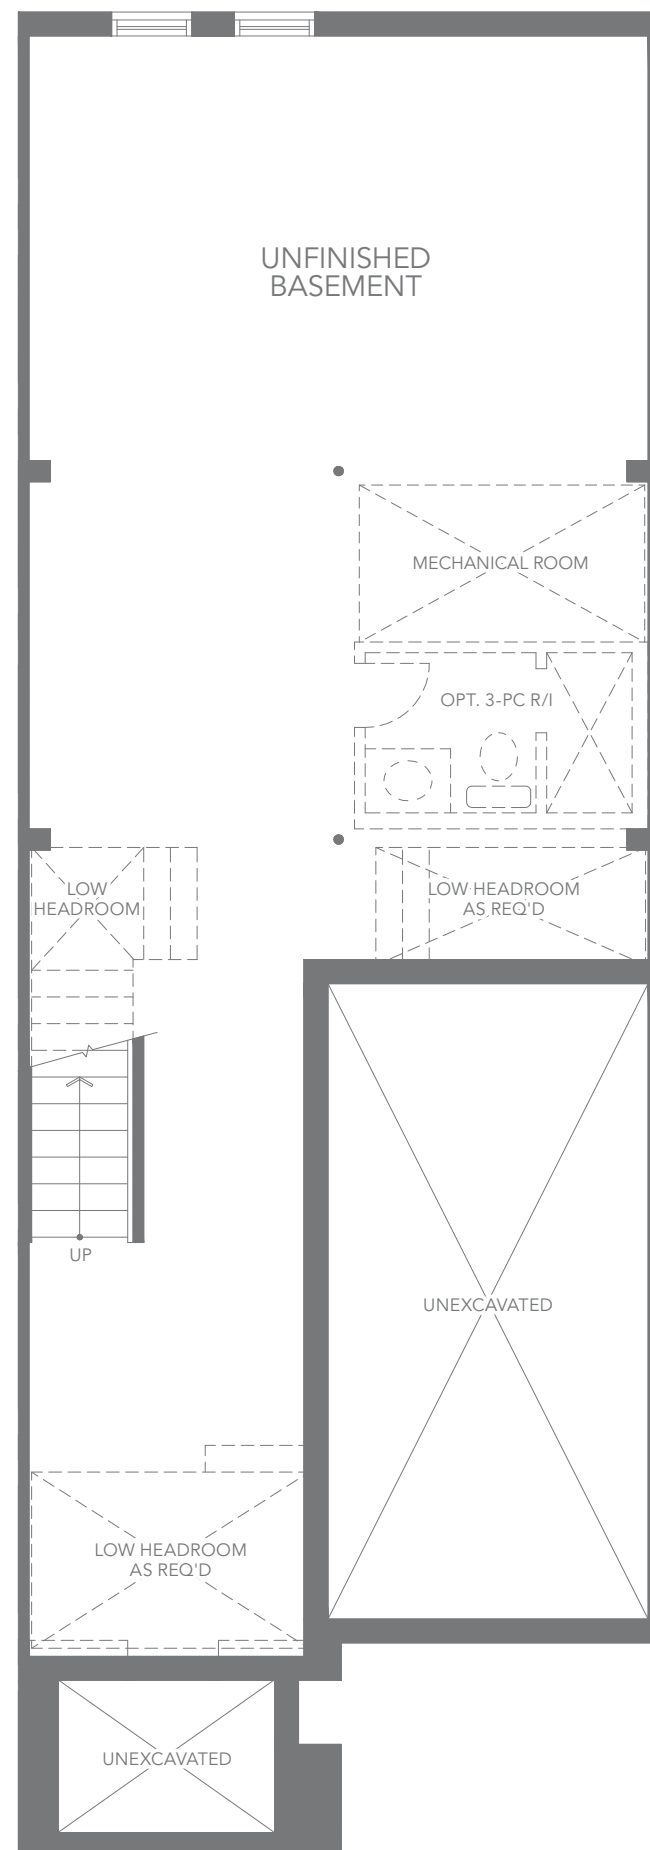 UNFINISHED
BASEMENT
MECHANICAL ROOM
OPT. 3-PC R/I
LOW
HEADROOM
LOW HEADROOM
AS REQ'D
UP
UNEXCAVATED
LOW HEADROOM
AS REQ'D
UNEXCAVATED